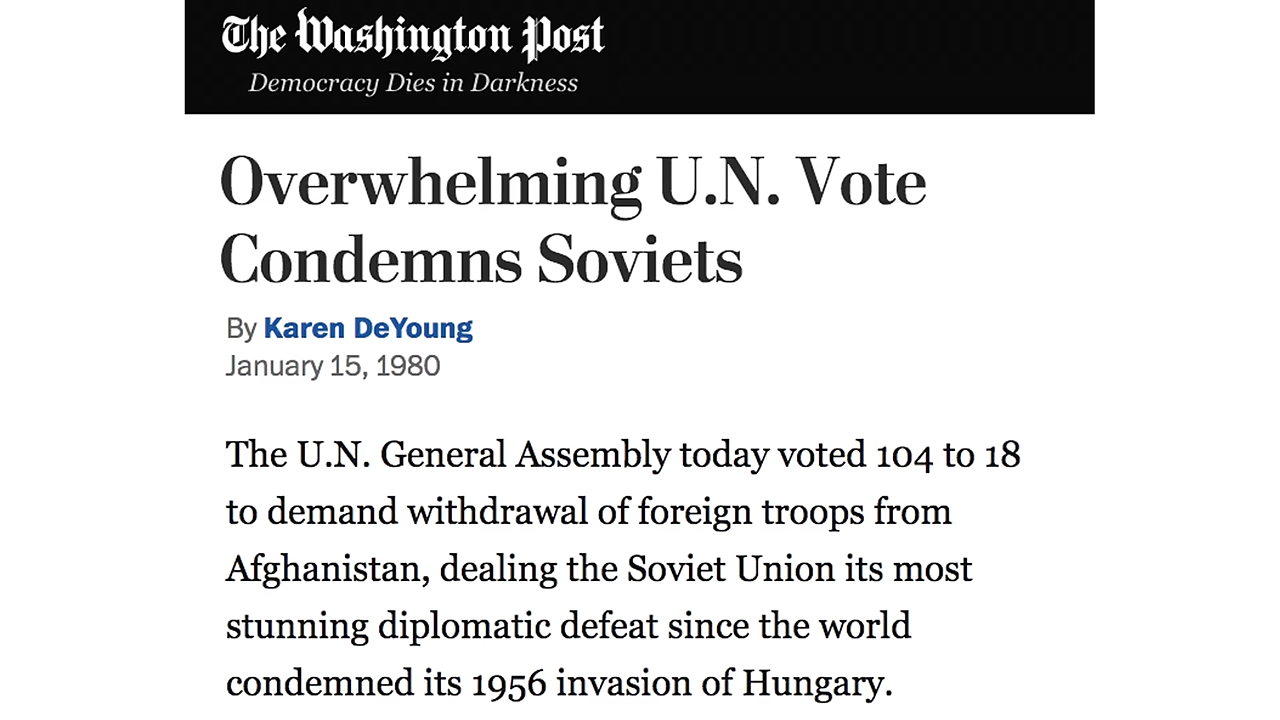 The Washington Post
Democracy Dies in Darkness
Overwhelming U.N. Vote
Condemns Soviets
By Karen DeYoung
January 15, 1980
The U.N. General Assembly today voted 104 to 18
to demand withdrawal of foreign troops from
Afghanistan, dealing the Soviet Union its most
stunning diplomatic defeat since the world
condemned its 1956 invasion of Hungary.